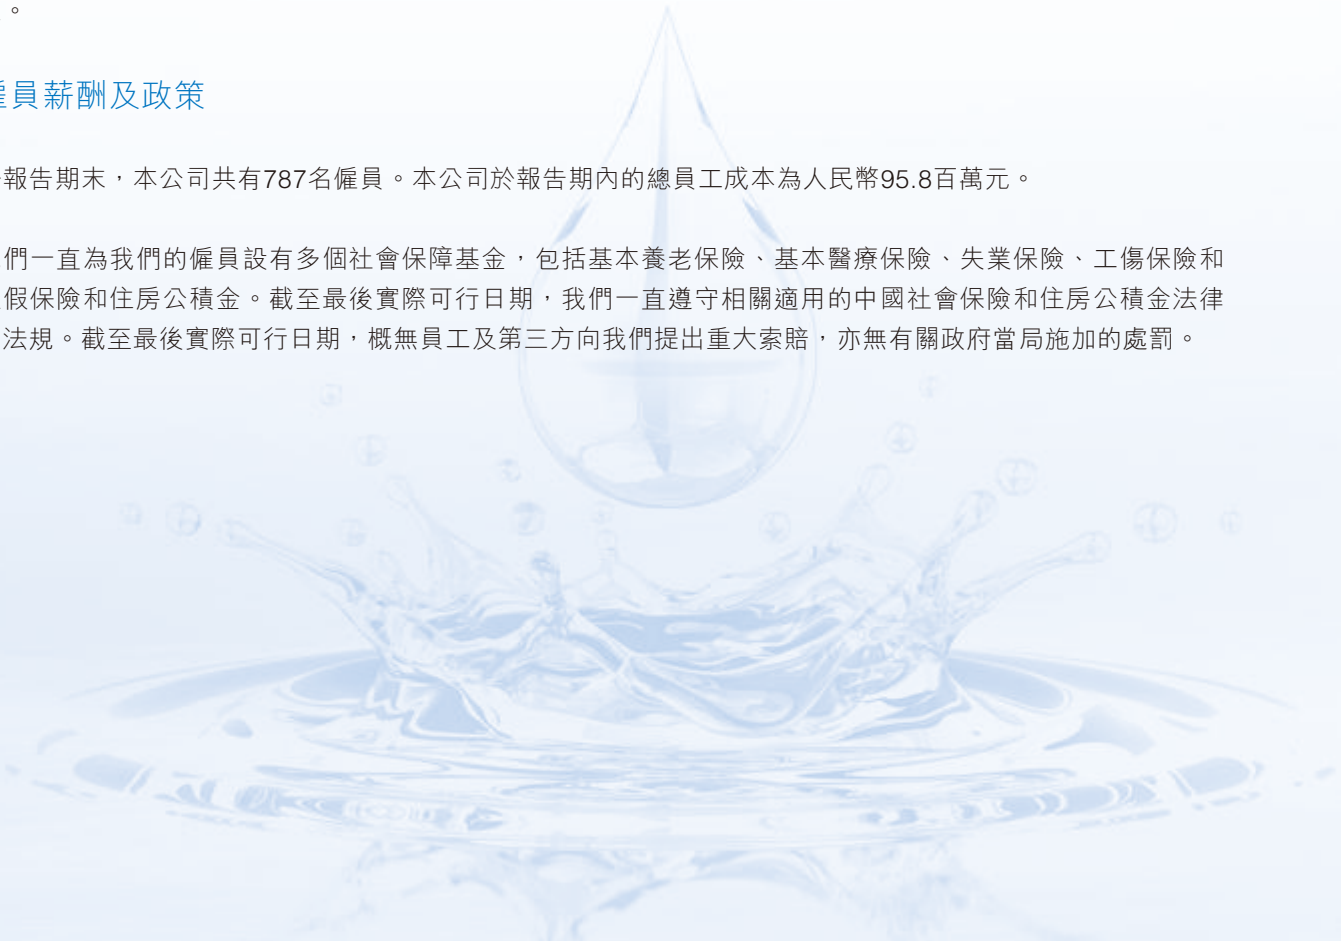 。
員薪酬及政策
報告期末，本公司共有787名僱員。本公司於報告期內的總員工成本為人民幣95.8百萬元。
們一直為我們的僱員設有多個社會保障基金，包括基本養老保險、基本醫療保險、失業保險、工傷保險和
假保險和住房公積金。截至最後實際可行日期，我們一直遵守相關適用的中國社會保險和住房公積金法律
法規。截至最後實際可行日期，概無員工及第三方向我們提出重大索賠，亦無有關政府當局施加的處罰。